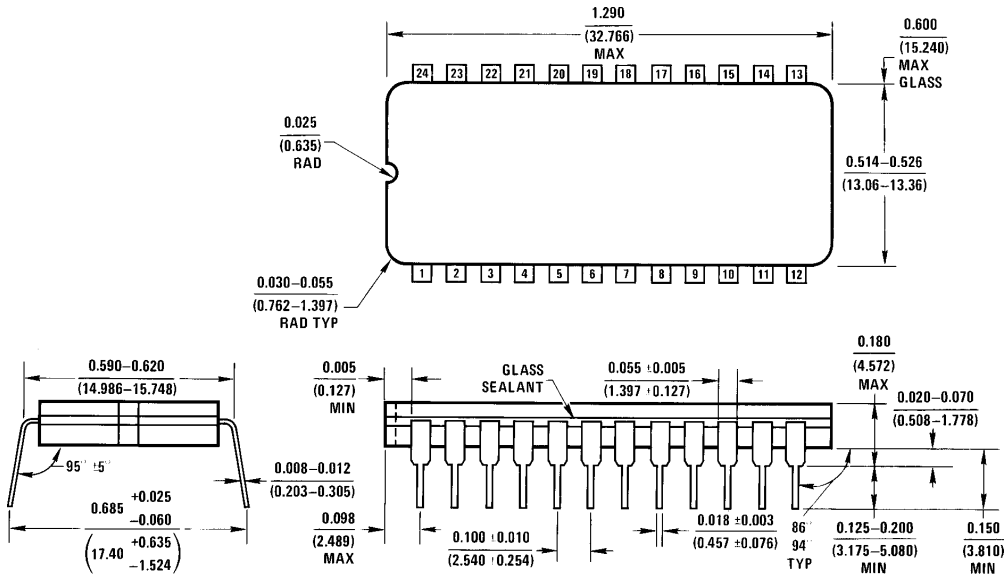 1.290
(32.766)
MAX
0.600
(15.240)
MAX
GLASS
24 23 22 21 20 19 18 17 16 15 14 13
0.025
(0.635)
RAD
0.514–0.526
(13.06–13.36)
1 2 3 4 5 6 7 8 9 10 11 12
0.030–0.055
(0.762–1.397)
RAD TYP
0.590–0.620
(14.986–15.748)
0.005
(0.127)
MIN
GLASS
SEALANT
0.055 ±0.005
(1.397 ±0.127)
0.180
(4.572)
MAX
0.020–0.070
(0.508–1.778)
95° ±5°
0.008–0.012
(0.203–0.305)
0.685 +0.025
−0.060
(17.40 +0.635
−1.524)
0.098
(2.489)
MAX
0.100 ±0.010
(2.540 ±0.254)
0.018 ±0.003
(0.457 ±0.076)
86°
94°
TYP
0.125–0.200
(3.175–5.080)
MIN
0.150
(3.810)
MIN